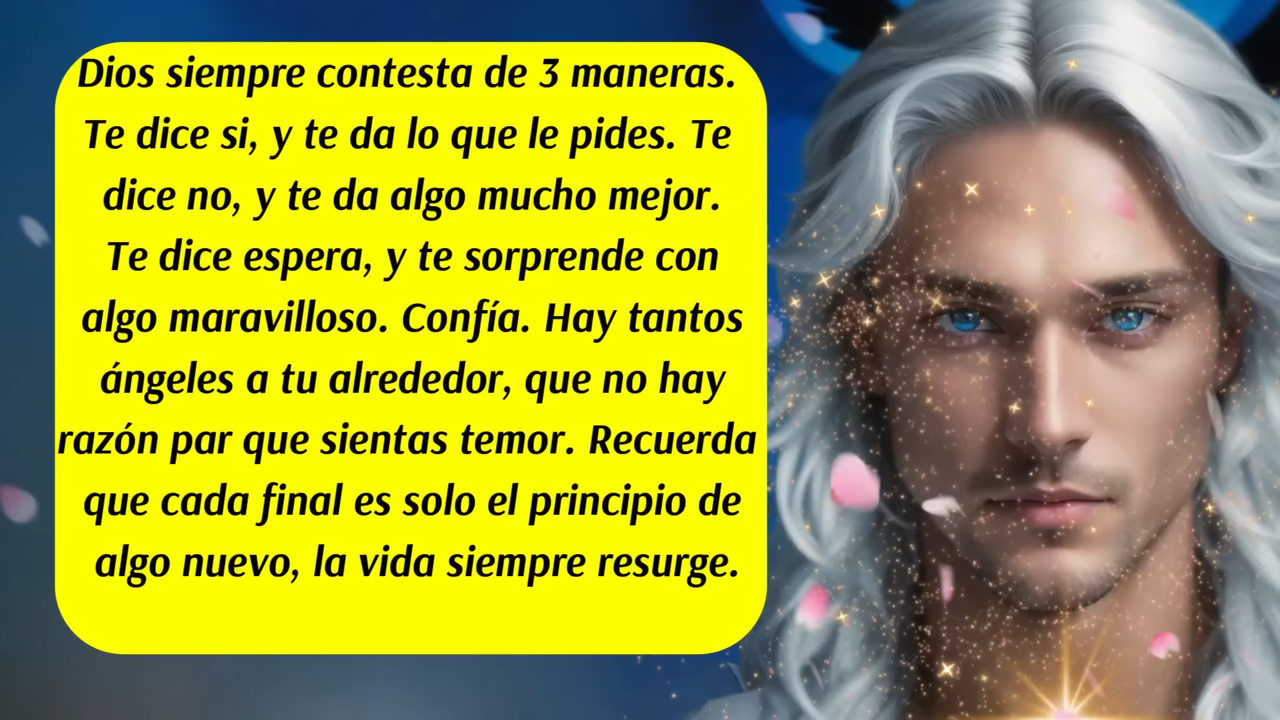 Dios siempre contesta de 3 maneras.
Te dice si, y te da lo que le pides. Te
dice no, y te da algo mucho mejor.
Te dice espera, y te sorprende con
algo maravilloso. Confía. Hay tantos
ángeles a tu alrededor, que no hay
razón par que sientas temor. Recuerda
que cada final es solo el principio de
algo nuevo, la vida siempre resurge.